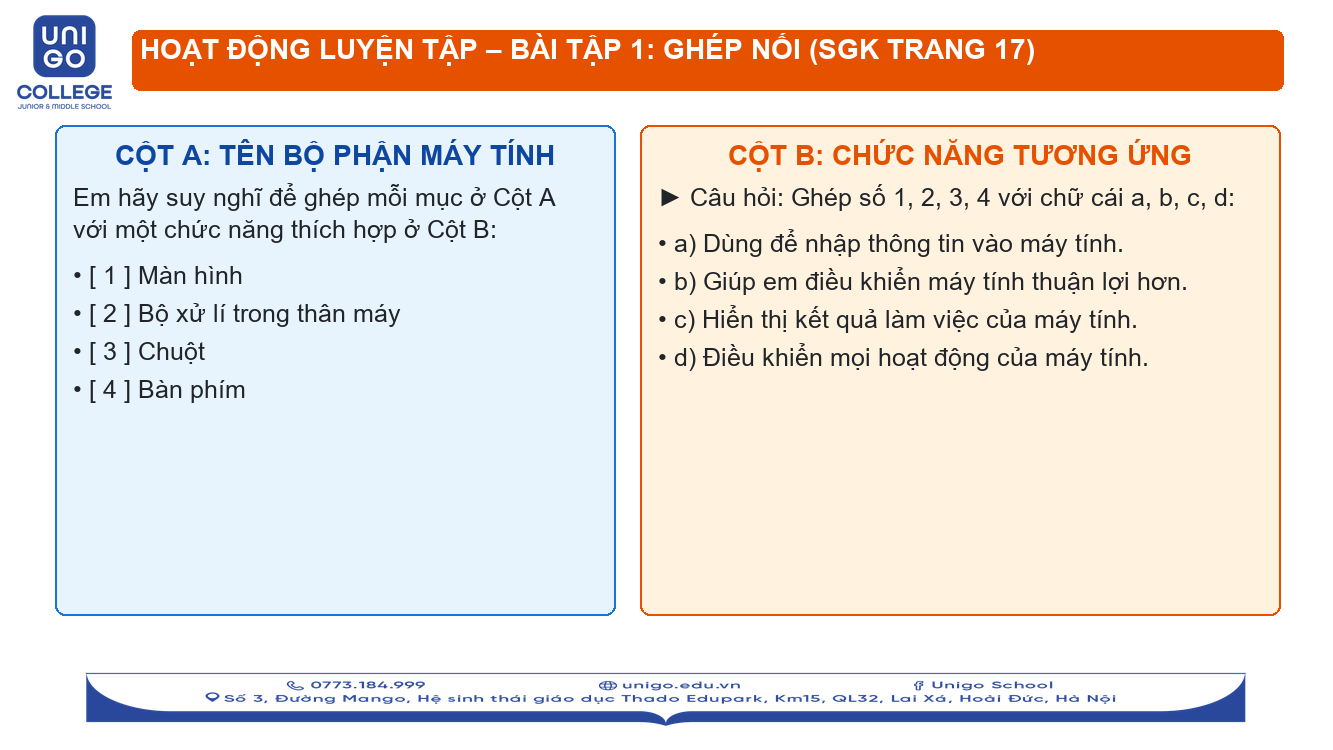 UNI
GO
COLLEGE
JUNIOR & MIDDLE SCHOOL
HOẠT ĐỘNG LUYỆN TẬP – BÀI TẬP 1: GHÉP NỐI (SGK TRANG 17)
CỘT A: TÊN BỘ PHẬN MÁY TÍNH
Em hãy suy nghĩ để ghép mỗi mục ở Cột A
với một chức năng thích hợp ở Cột B:
• [ 1 ] Màn hình
• [ 2 ] Bộ xử lí trong thân máy
• [ 3 ] Chuột
• [ 4 ] Bàn phím
CỘT B: CHỨC NĂNG TƯƠNG ỨNG
► Câu hỏi: Ghép số 1, 2, 3, 4 với chữ cái a, b, c, d:
• a) Dùng để nhập thông tin vào máy tính.
• b) Giúp em điều khiển máy tính thuận lợi hơn.
• c) Hiển thị kết quả làm việc của máy tính.
• d) Điều khiển mọi hoạt động của máy tính.
0773.184.999 unigo.edu.vn Unigo School
Số 3, Đường Mango, Hệ sinh thái giáo dục Thado Edupark, Km15, QL32, Lai Xá, Hoài Đức, Hà Nội